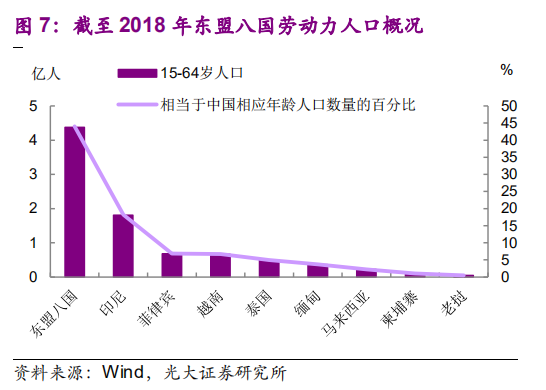 图 7：截至 2018 年东盟八国劳动力人口概况
亿人
15-64岁人口
%
相当于中国相应年龄人口数量的百分比
5
4
3
2
1
0
50
45
40
35
30
25
20
15
10
5
0
东盟八国
印尼
菲律宾
越南
泰国
缅甸
马来西亚
柬埔寨
老挝
资料来源：Wind，光大证券研究所